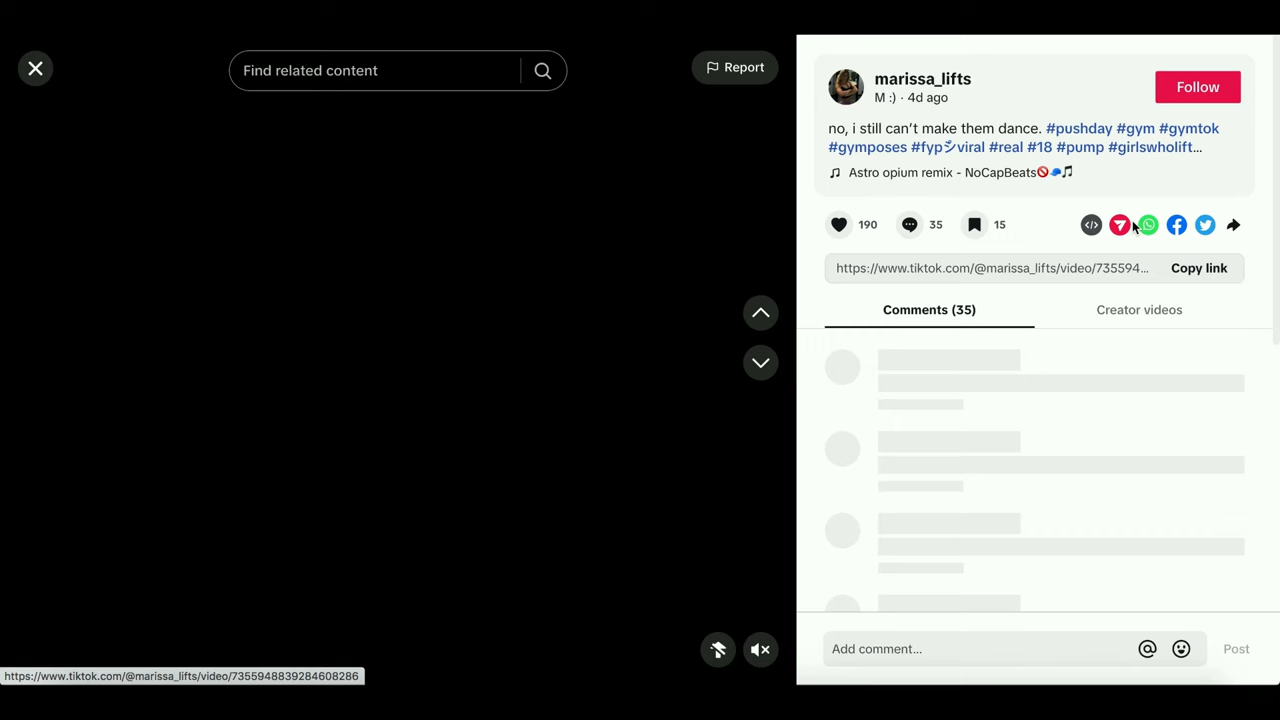 Find related content
Report
marissa_lifts
M :) · 4d ago
Follow
no, i still can't make them dance. #pushday #gym #gymtok
#gymposes #fypシviral #real #18 #pump #girlswholift...
Astro opium remix - NoCapBeats🚫🧢🎵
190
35
15
https://www.tiktok.com/@marissa_lifts/video/735594...
Copy link
Comments (35)
Creator videos
Add comment...
Post
https://www.tiktok.com/@marissa_lifts/video/7355948839284608286